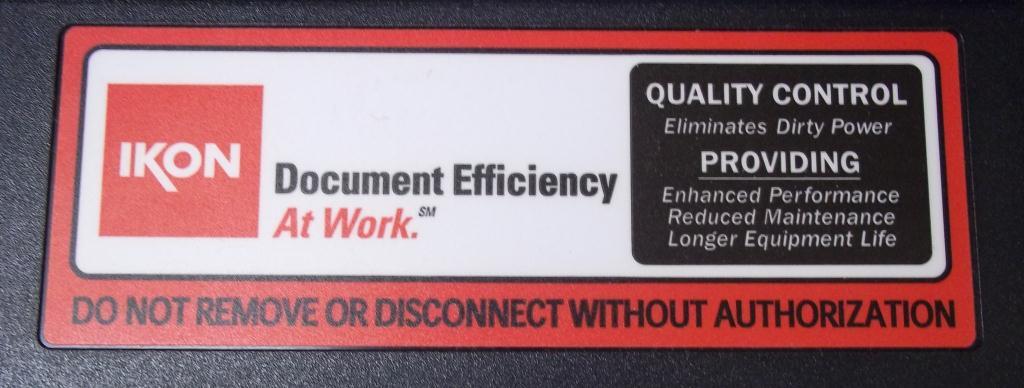 IKON
Document Efficiency
At Work.℠
QUALITY CONTROL
Eliminates Dirty Power
PROVIDING
Enhanced Performance
Reduced Maintenance
Longer Equipment Life
DO NOT REMOVE OR DISCONNECT WITHOUT AUTHORIZATION